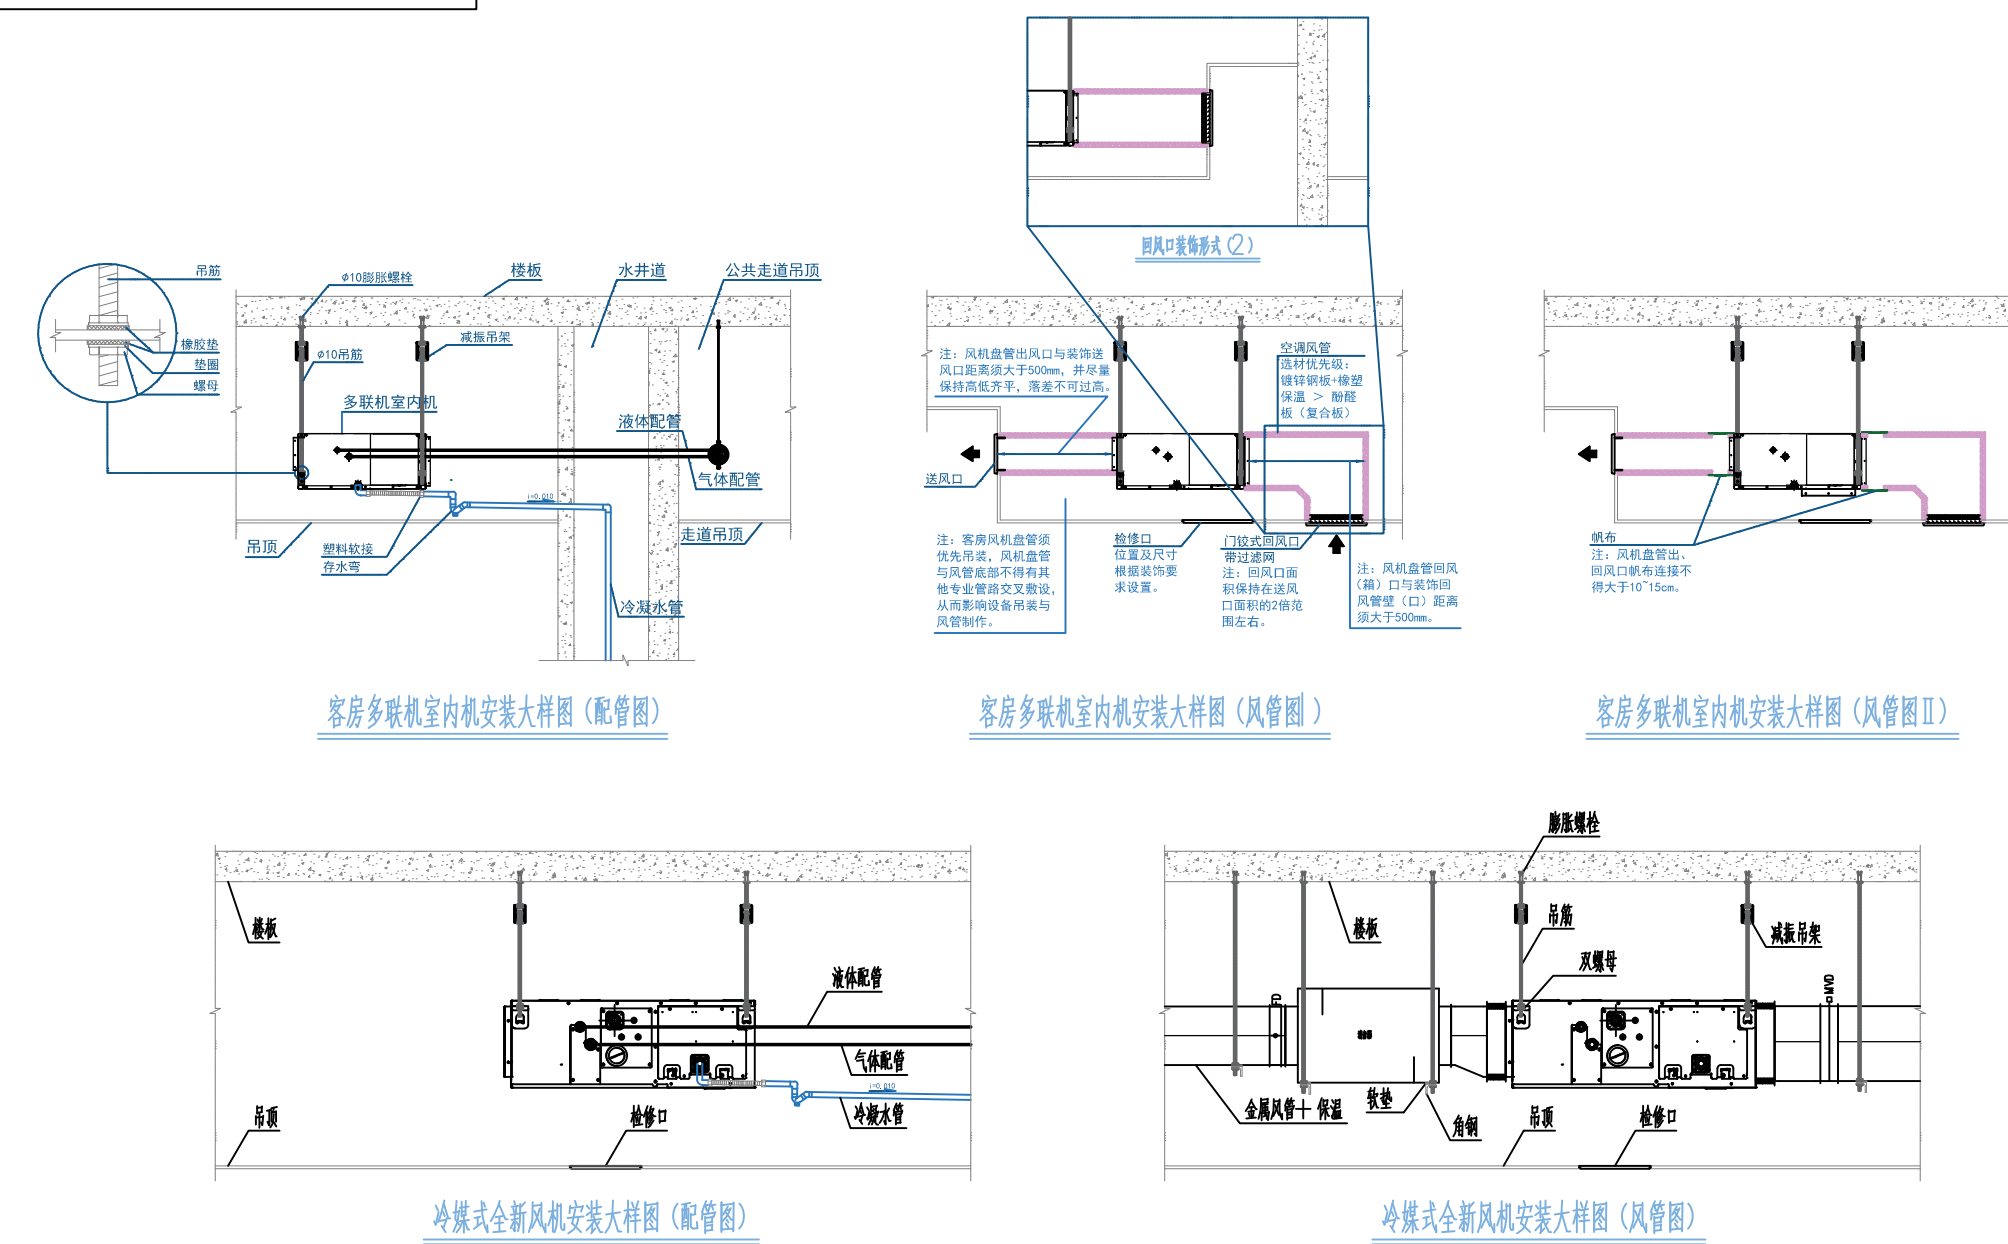 回风口装饰形式(2)
吊筋
橡胶垫
垫圈
螺母
φ10膨胀螺栓
楼板
水井道
公共走道吊顶
φ10吊筋
减振吊架
多联机室内机
液体配管
气体配管
i=0.010
吊顶
塑料软接
存水弯
走道吊顶
冷凝水管
客房多联机室内机安装大样图（配管图）
注: 风机盘管出风口与装饰送
风口距离须大于500mm，并尽量
保持高低齐平，落差不可过高。
空调风管
选材优先级:
镀锌钢板+橡塑
保温 > 酚醛
板（复合板）
送风口
注: 客房风机盘管须
优先吊装，风机盘管
与风管底部不得有其
他专业管路交叉敷设，
从而影响设备吊装与
风管制作。
检修口
位置及尺寸
根据装饰要
求设置。
门铰式回风口
带过滤网
注: 回风口面
积保持在送风
口面积的2倍范
围左右。
注: 风机盘管回风
（箱）口与装饰回
风管壁（口）距离
须大于500mm。
客房多联机室内机安装大样图（风管图Ⅰ）
帆布
注: 风机盘管出、
回风口帆布连接不
得大于10~15cm。
客房多联机室内机安装大样图（风管图Ⅱ）
楼板
液体配管
气体配管
i=0.010
冷凝水管
吊顶
检修口
冷媒式全新风机安装大样图（配管图）
膨胀螺栓
楼板
吊筋
减振吊架
双螺母
FD
MVD
金属风管+保温
软垫
角钢
吊顶
检修口
冷媒式全新风机安装大样图（风管图）